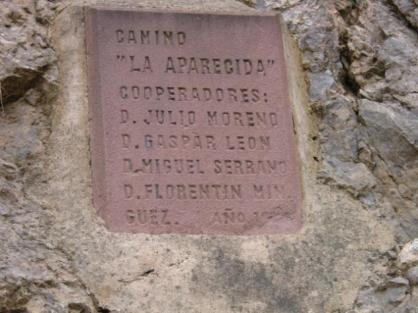 CAMINO
"LA APARECIDA"
COOPERADORES:
D. JULIO MORENO
D. GASPAR LEON
D. MIGUEL SERRANO
D. FLORENTIN MIN
GUEZ. AÑO